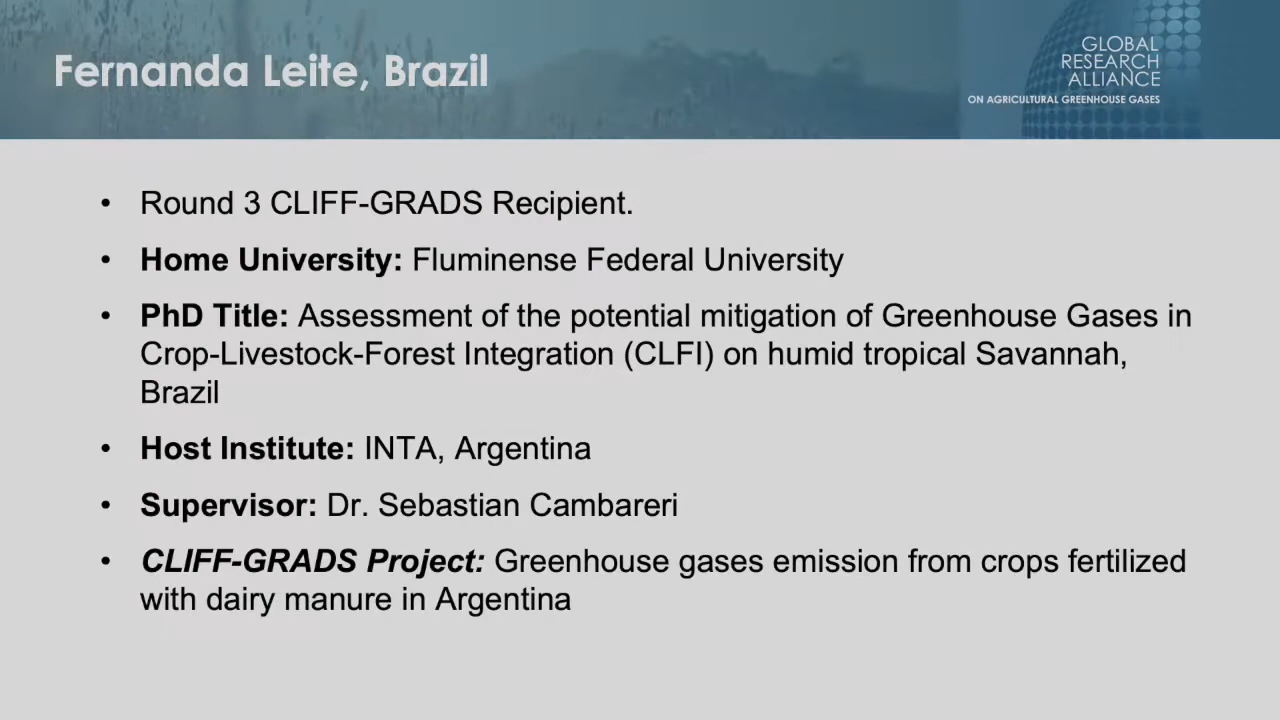 Fernanda Leite, Brazil
GLOBAL
RESEARCH
ALLIANCE
ON AGRICULTURAL GREENHOUSE GASES
• Round 3 CLIFF-GRADS Recipient.
• Home University: Fluminense Federal University
• PhD Title: Assessment of the potential mitigation of Greenhouse Gases in
Crop-Livestock-Forest Integration (CLFI) on humid tropical Savannah,
Brazil
• Host Institute: INTA, Argentina
• Supervisor: Dr. Sebastian Cambareri
• CLIFF-GRADS Project: Greenhouse gases emission from crops fertilized
with dairy manure in Argentina